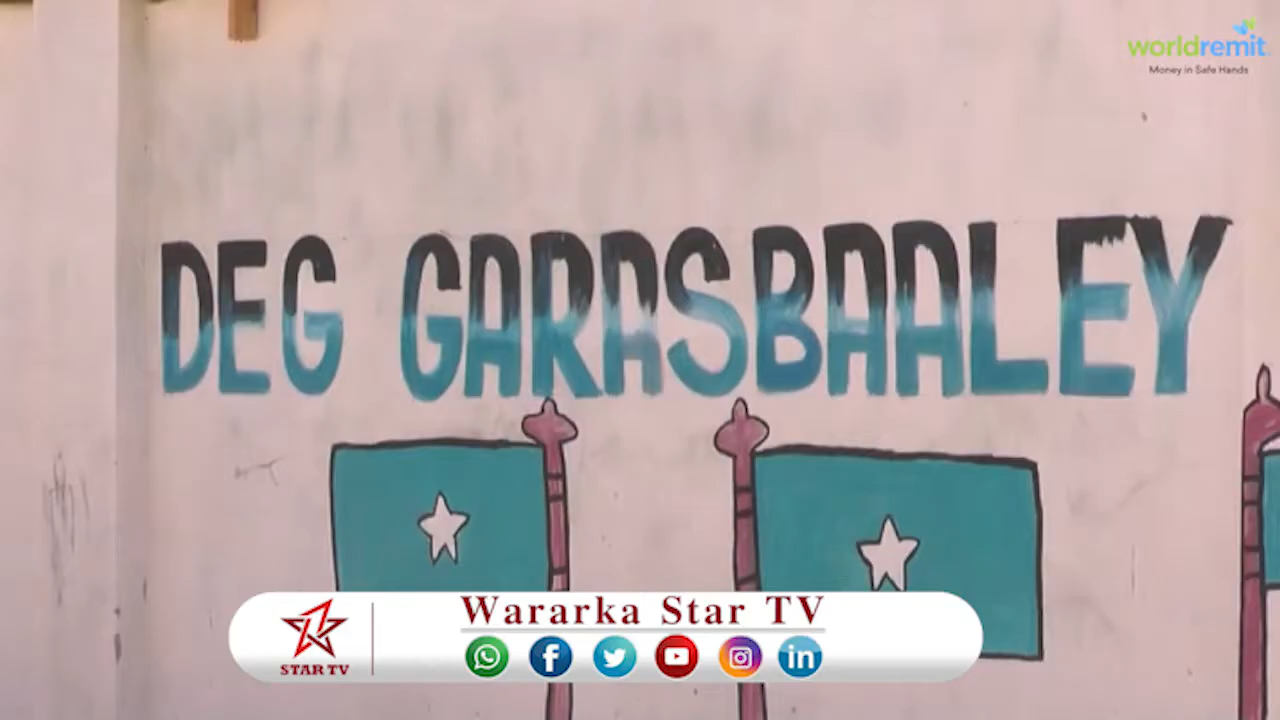 worldremit
Money in Safe Hands
DEG GARASBAALEY
Wararka Star TV
STAR TV